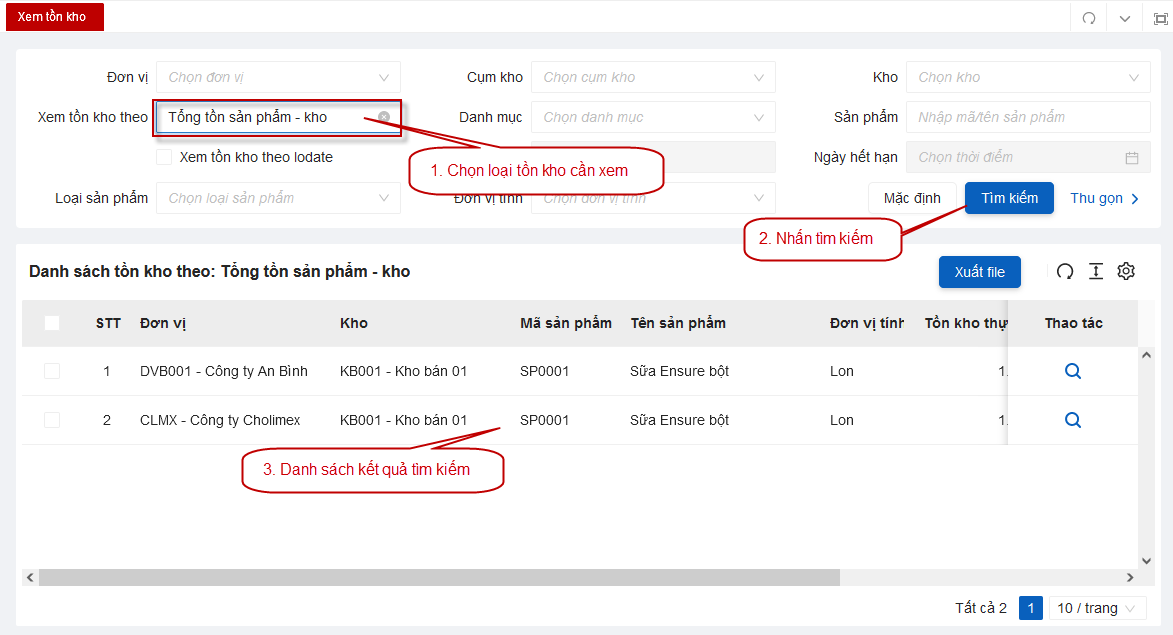 Xem tồn kho
Đơn vị Chọn đơn vị Cụm kho Chọn cụm kho Kho Chọn kho
Xem tồn kho theo Tổng tồn sản phẩm - kho Danh mục Chọn danh mục Sản phẩm Nhập mã/tên sản phẩm
Xem tồn kho theo lodate Ngày hết hạn Chọn thời điểm
1. Chọn loại tồn kho cần xem
Loại sản phẩm Chọn loại sản phẩm Đơn vị tính Chọn đơn vị tính Mặc định Tìm kiếm Thu gọn
2. Nhấn tìm kiếm
Danh sách tồn kho theo: Tổng tồn sản phẩm - kho Xuất file
STT Đơn vị Kho Mã sản phẩm Tên sản phẩm Đơn vị tính Tồn kho thự Thao tác
1 DVB001 - Công ty An Bình KB001 - Kho bán 01 SP0001 Sữa Ensure bột Lon 1.
2 CLMX - Công ty Cholimex KB001 - Kho bán 01 SP0001 Sữa Ensure bột Lon 1.
3. Danh sách kết quả tìm kiếm
Tất cả 2 1 10 / trang